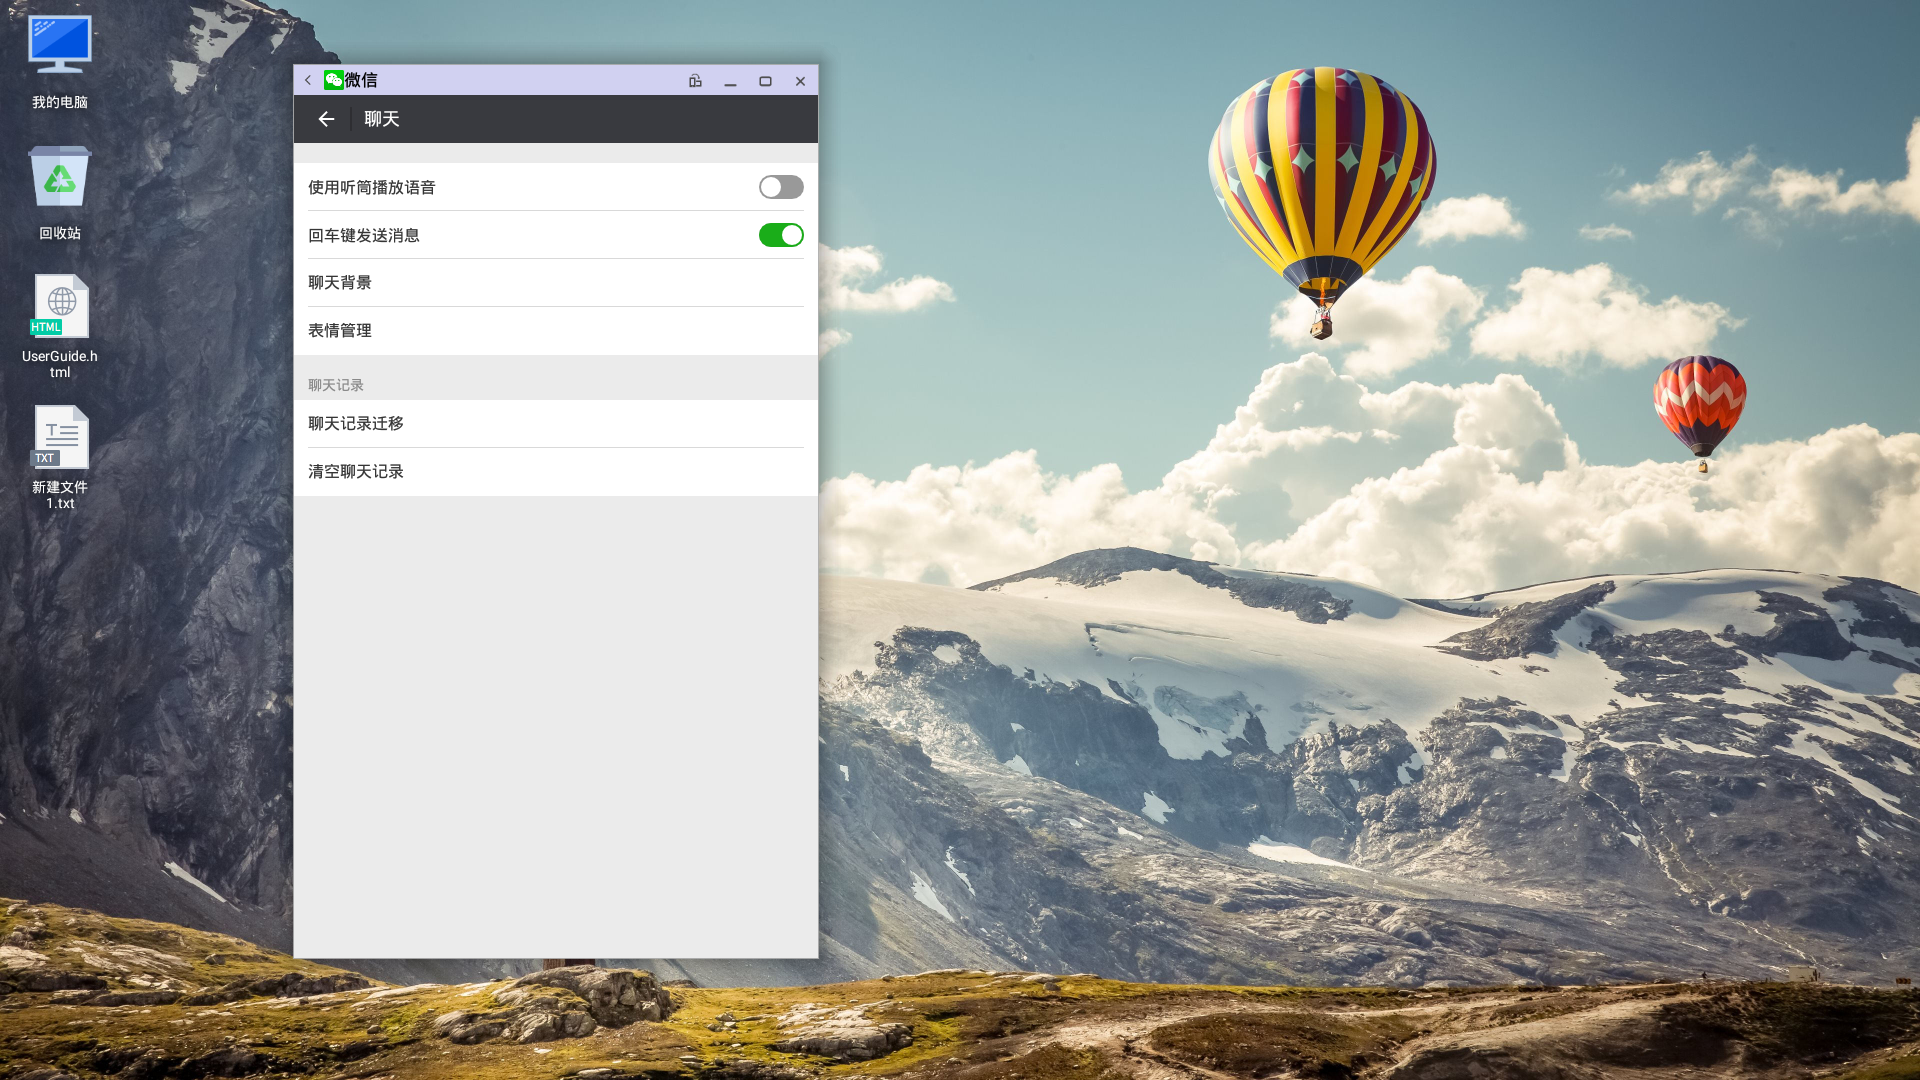 我的电脑
回收站
HTML
UserGuide.h
tml
TXT
新建文件
1.txt
微信
聊天
使用听筒播放语音
回车键发送消息
聊天背景
表情管理
聊天记录
聊天记录迁移
清空聊天记录